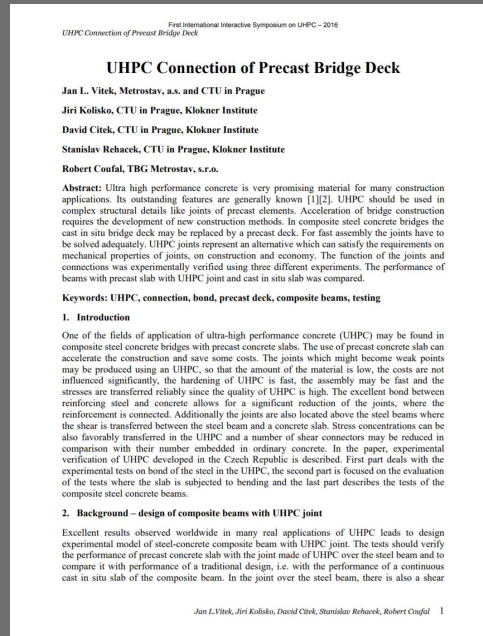 First International Interactive Symposium on UHPC – 2016
UHPC Connection of Precast Bridge Deck
UHPC Connection of Precast Bridge Deck
Jan L. Vitek, Metrostav, a.s. and CTU in Prague
Jiri Kolisko, CTU in Prague, Klokner Institute
David Citek, CTU in Prague, Klokner Institute
Stanislav Rehacek, CTU in Prague, Klokner Institute
Robert Coufal, TBG Metrostav, s.r.o.
Abstract: Ultra high performance concrete is very promising material for many construction
applications. Its outstanding features are generally known [1][2]. UHPC should be used in
complex structural details like joints of precast elements. Acceleration of bridge construction
requires the development of new construction methods. In composite steel concrete bridges the
cast in situ bridge deck may be replaced by a precast deck. For fast assembly the joints have to
be solved adequately. UHPC joints represent an alternative which can satisfy the requirements on
mechanical properties of joints, on construction and economy. The function of the joints and
connections was experimentally verified using three different experiments. The performance of
beams with precast slab with UHPC joint and cast in situ slab was compared.
Keywords: UHPC, connection, bond, precast deck, composite beams, testing
1. Introduction
One of the fields of application of ultra-high performance concrete (UHPC) may be found in
composite steel concrete bridges with precast concrete slabs. The use of precast concrete slab can
accelerate the construction and save some costs. The joints which might become weak points
may be produced using an UHPC, so that the amount of the material is low, the costs are not
influenced significantly, the hardening of UHPC is fast, the assembly may be fast and the
stresses are transferred reliably since the quality of UHPC is high. The excellent bond between
reinforcing steel and concrete allows for a significant reduction of the joints, where the
reinforcement is connected. Additionally the joints are also located above the steel beams where
the shear is transferred between the steel beam and a concrete slab. Stress concentrations can be
also favorably transferred in the UHPC and a number of shear connectors may be reduced in
comparison with their number embedded in ordinary concrete. In the paper, experimental
verification of UHPC developed in the Czech Republic is described. First part deals with the
experimental tests on bond of the steel in the UHPC, the second part is focused on the evaluation
of the tests where the slab is subjected to bending and the last part describes the tests of the
composite steel concrete beams.
2. Background – design of composite beams with UHPC joint
Excellent results observed worldwide in many real applications of UHPC leads to design
experimental model of steel-concrete composite beam with UHPC joint. The tests should verify
the performance of precast concrete slab with the joint made of UHPC over the steel beam and to
compare it with performance of a traditional design, i.e. with the performance of a continuous
cast in situ slab of the composite beam. In the joint over the steel beam, there is also a shear
Jan L.Vitek, Jiri Kolisko, David Citek, Stanislav Rehacek, Robert Coufal 1